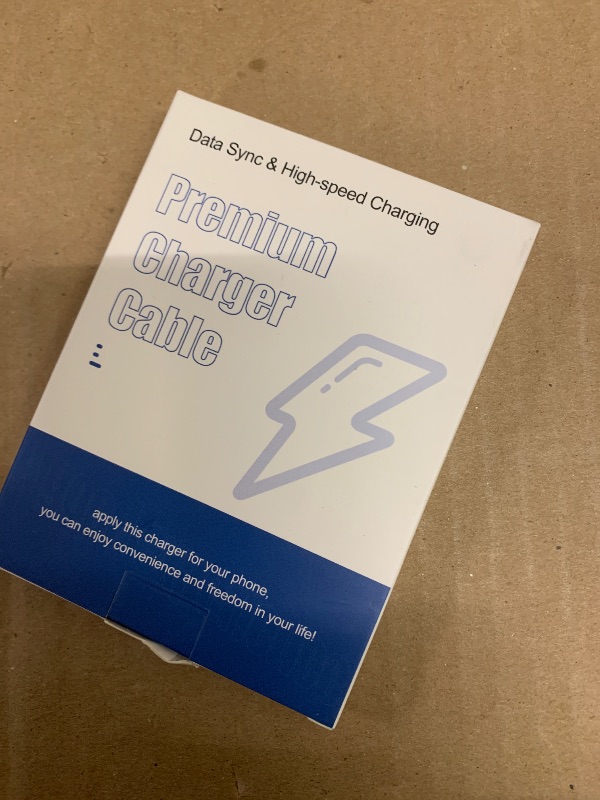 Data Sync & High-speed Charging
Premium
Charger
Cable
apply this charger for your phone,
you can enjoy convenience and freedom in your life!